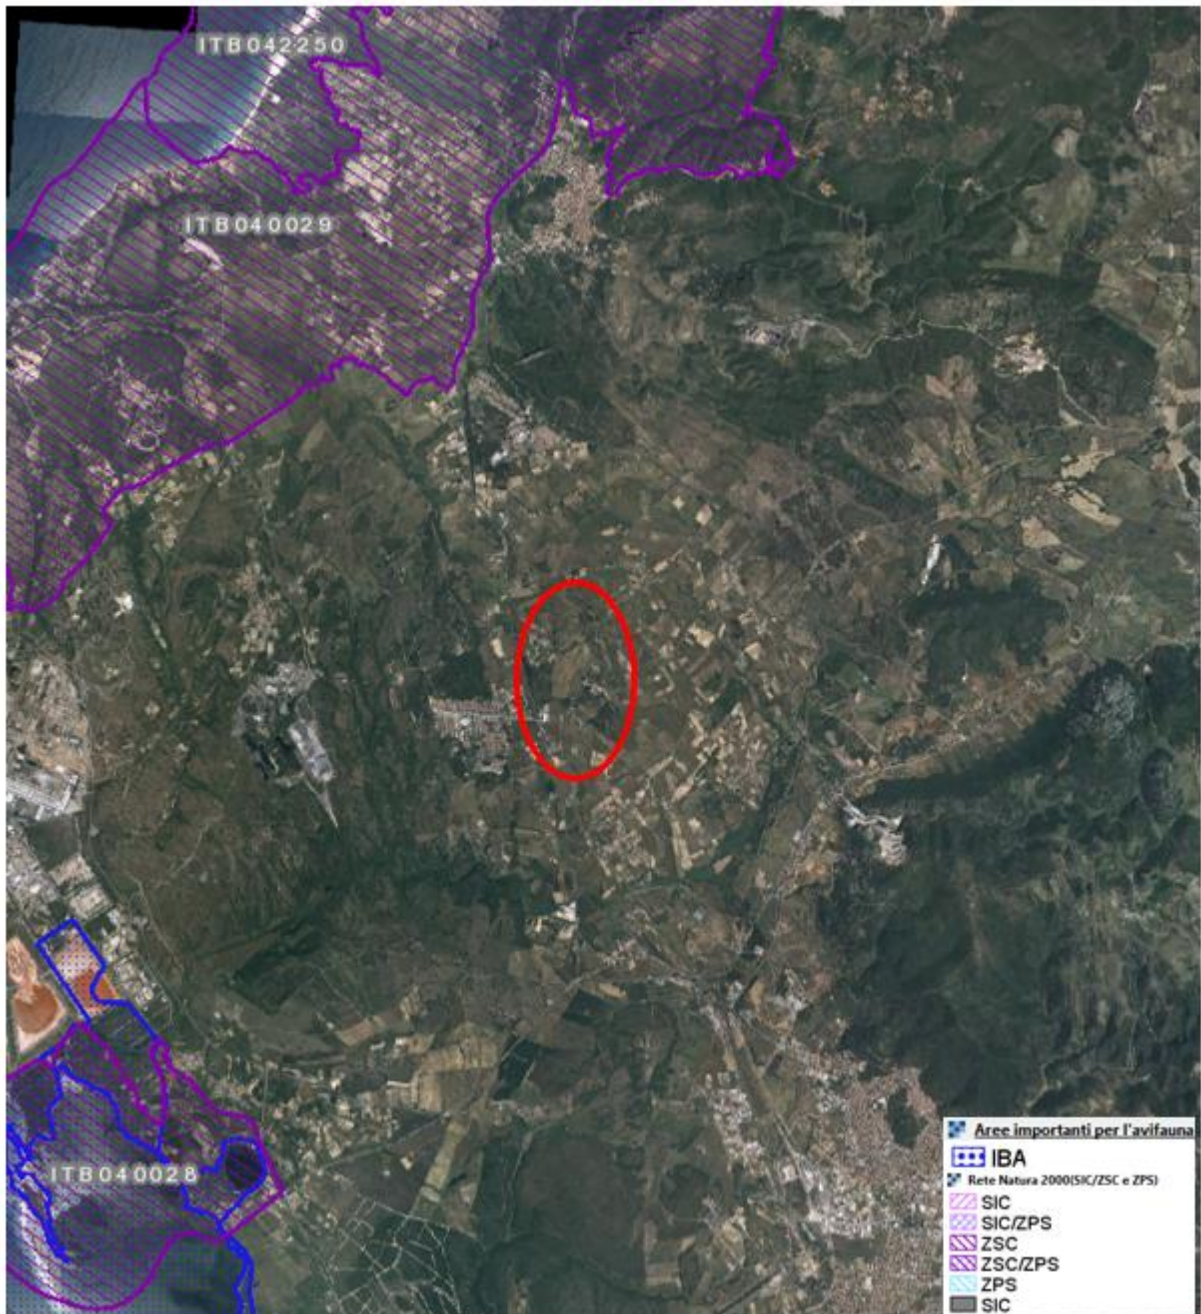 ITB042250
ITB040029
ITB040028
Aree importanti per l'avifauna
IBA
Rete Natura 2000(SIC/ZSC e ZPS)
SIC
SIC/ZPS
ZSC
ZSC/ZPS
ZPS
SIC